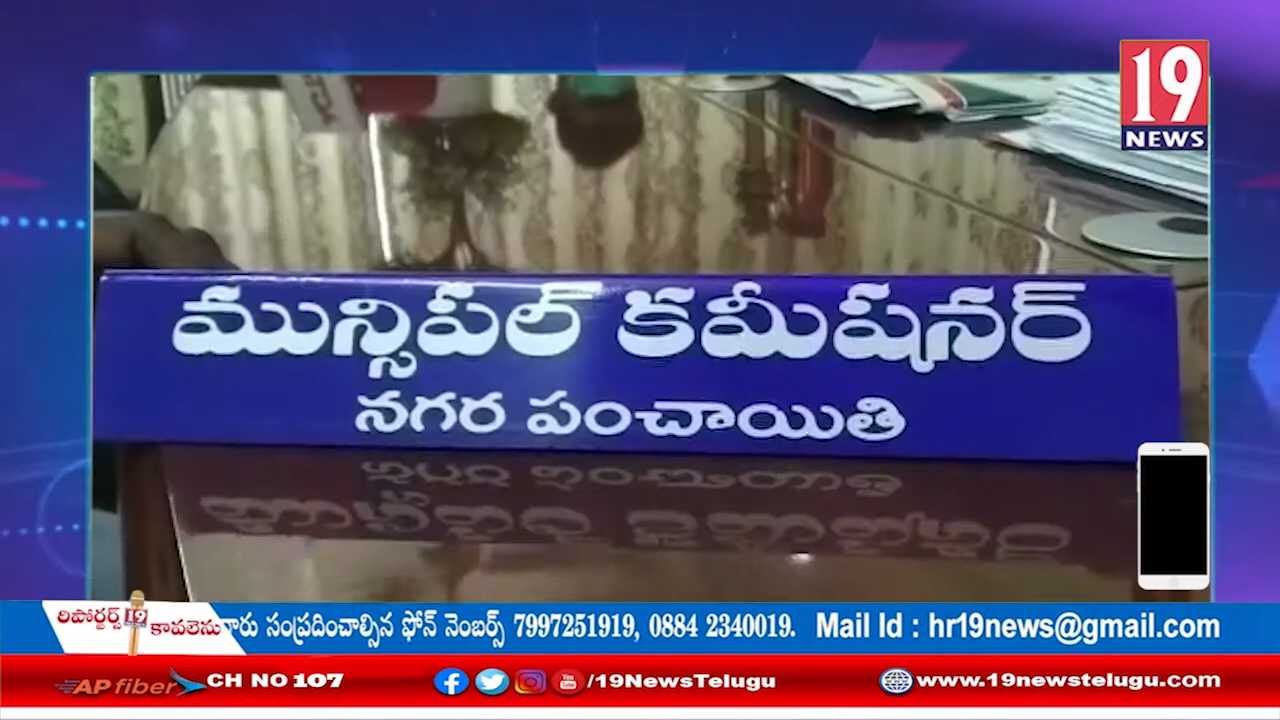 19
NEWS
మున్సిపల్ కమీషనర్
నగర పంచాయితి
రిపోర్టర్స్ 19
కావలెను
గారు సంప్రదించాల్సిన ఫోన్ నెంబర్స్ 7997251919, 0884 2340019. Mail Id : hr19news@gmail.com
AP fiber CH NO 107 /19NewsTelugu www.19newstelugu.com